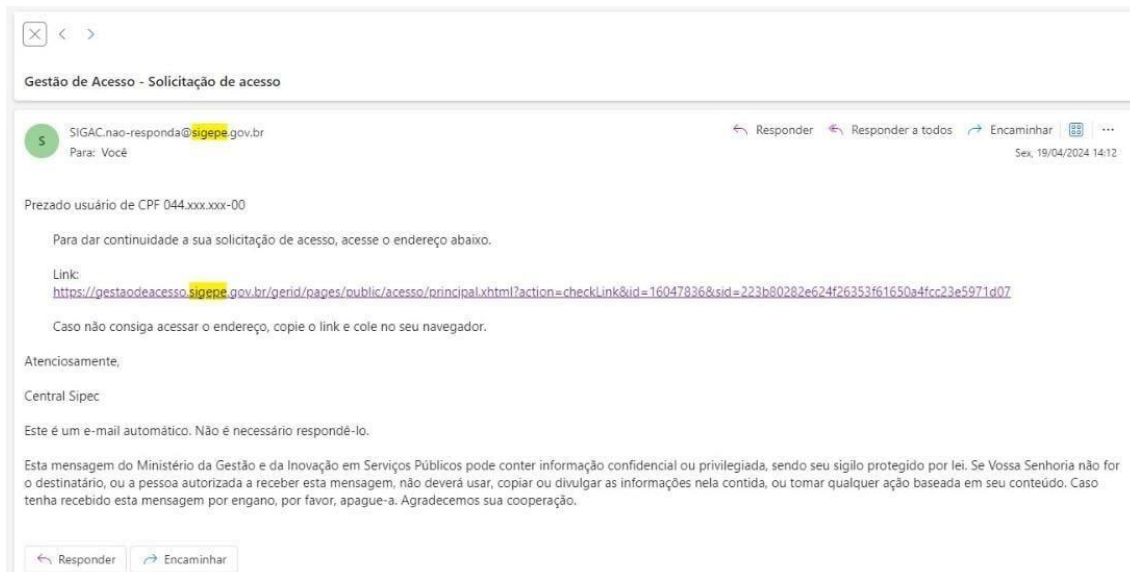 Gestão de Acesso - Solicitação de acesso
S
SIGAC.nao-responda@sigepe.gov.br
Para: Você
Responder Responder a todos Encaminhar ...
Sex, 19/04/2024 14:12
Prezado usuário de CPF 044.xxx.xxx-00
Para dar continuidade a sua solicitação de acesso, acesse o endereço abaixo.
Link:
https://gestaodeacesso.sigepe.gov.br/gerid/pages/public/acesso/principal.xhtml?action=checkLink&id=16047836&sid=223b80282e624f26353f61650a4fcc23e5971d07
Caso não consiga acessar o endereço, copie o link e cole no seu navegador.
Atenciosamente,
Central Sipec
Este é um e-mail automático. Não é necessário respondê-lo.
Esta mensagem do Ministério da Gestão e da Inovação em Serviços Públicos pode conter informação confidencial ou privilegiada, sendo seu sigilo protegido por lei. Se Vossa Senhoria não for
o destinatário, ou a pessoa autorizada a receber esta mensagem, não deverá usar, copiar ou divulgar as informações nela contida, ou tomar qualquer ação baseada em seu conteúdo. Caso
tenha recebido esta mensagem por engano, por favor, apague-a. Agradecemos sua cooperação.
Responder Encaminhar